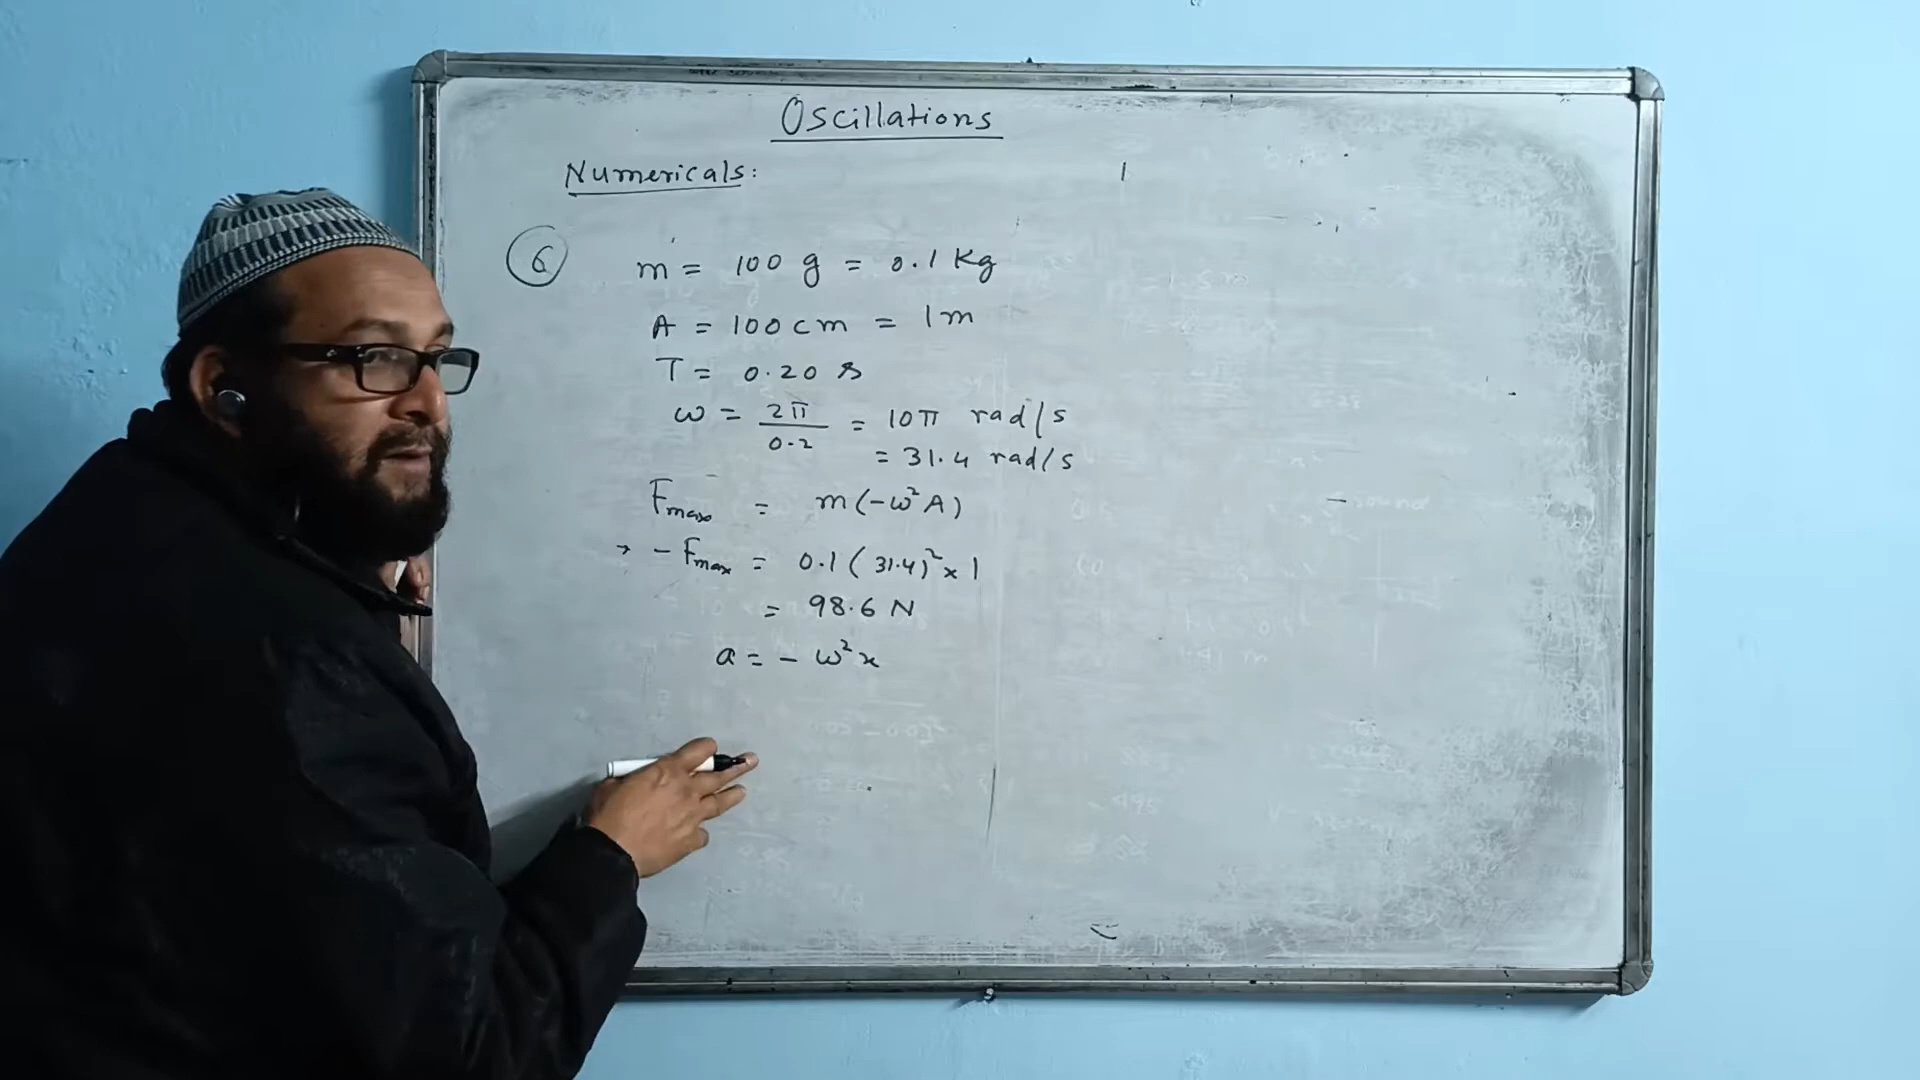 Oscillations
Numericals:
6
m = 100 g = 0.1 Kg
A = 100 cm = 1m
T = 0.20 s
ω = 2π/0.2 = 10π rad/s
= 31.4 rad/s
Fmax = m(-ω²A)
→ - Fmax = 0.1 (31.4)² x 1
= 98.6 N
a = - ω²x